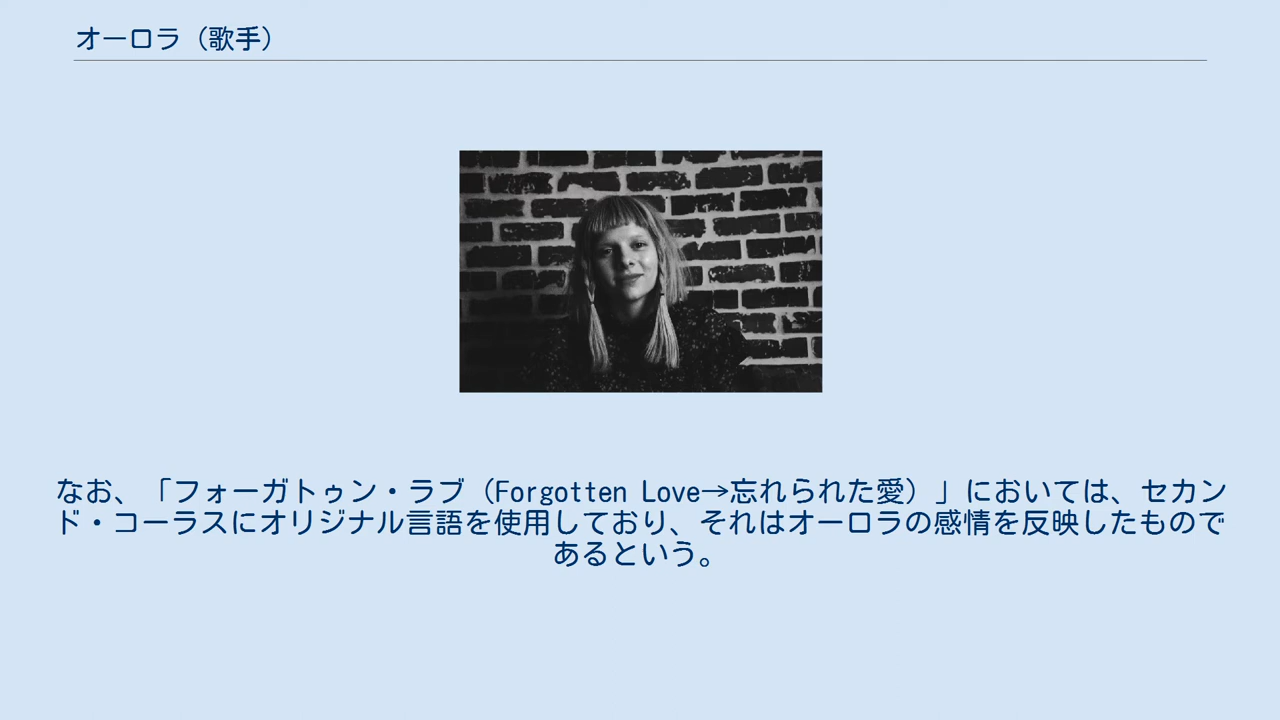 オーロラ（歌手）
なお、「フォーガトゥン・ラブ（Forgotten Love→忘れられた愛）」においては、セカン
ド・コーラスにオリジナル言語を使用しており、それはオーロラの感情を反映したもので
あるという。